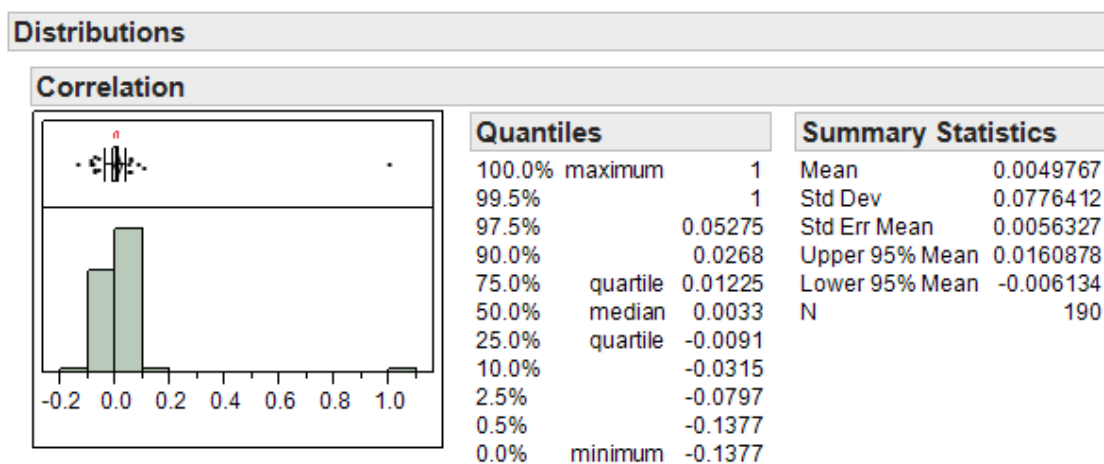 Distributions
Correlation
-0.2 0.0 0.2 0.4 0.6 0.8 1.0
Quantiles
100.0% maximum 1
99.5% 1
97.5% 0.05275
90.0% 0.0268
75.0% quartile 0.01225
50.0% median 0.0033
25.0% quartile -0.0091
10.0% -0.0315
2.5% -0.0797
0.5% -0.1377
0.0% minimum -0.1377
Summary Statistics
Mean 0.0049767
Std Dev 0.0776412
Std Err Mean 0.0056327
Upper 95% Mean 0.0160878
Lower 95% Mean -0.006134
N 190